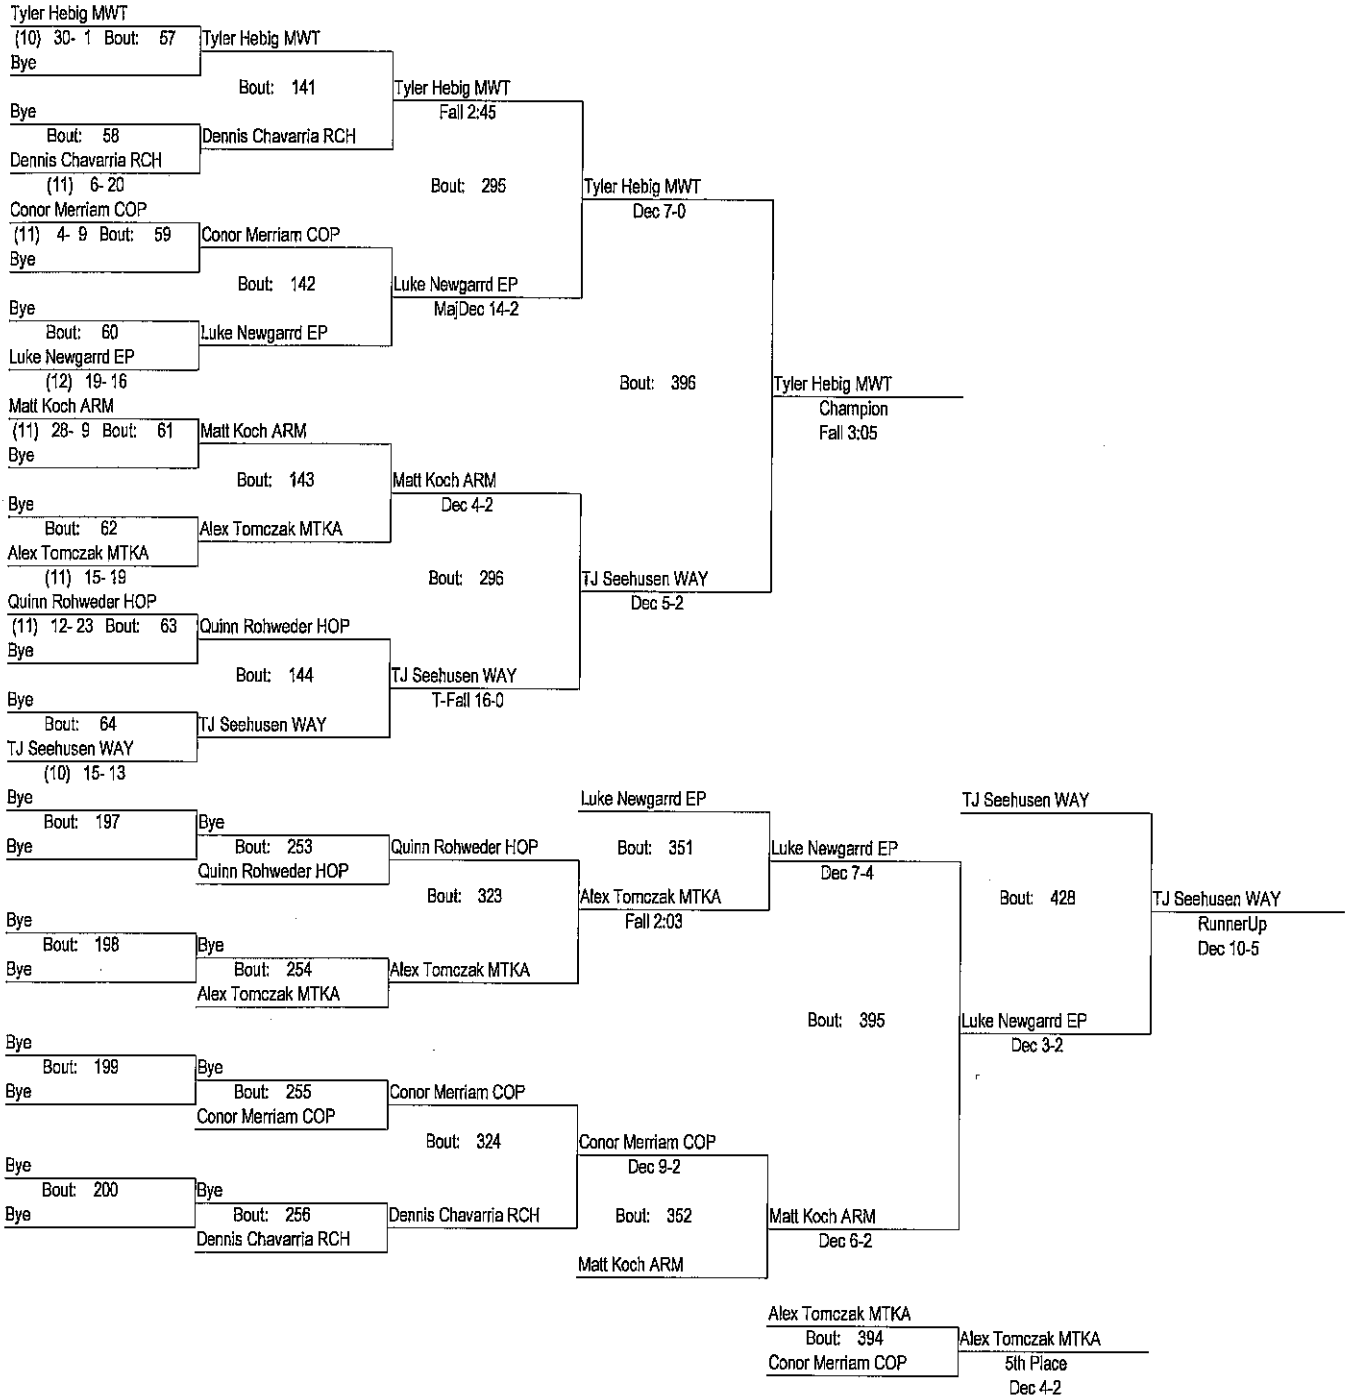 Tyler Hebig MWT
(10) 30- 1 Bout: 57
Bye
Tyler Hebig MWT
Bout: 141
Bye
Bout: 58
Dennis Chavarria RCH
(11) 6- 20
Dennis Chavarria RCH
Tyler Hebig MWT
Fall 2:45
Bout: 295
Conor Merriam COP
(11) 4- 9 Bout: 59
Bye
Conor Merriam COP
Bout: 142
Bye
Bout: 60
Luke Newgarrd EP
(12) 19- 16
Luke Newgarrd EP
Luke Newgarrd EP
MajDec 14-2
Tyler Hebig MWT
Dec 7-0
Bout: 396
Matt Koch ARM
(11) 28- 9 Bout: 61
Bye
Matt Koch ARM
Bout: 143
Bye
Bout: 62
Alex Tomczak MTKA
(11) 15- 19
Alex Tomczak MTKA
Matt Koch ARM
Dec 4-2
Bout: 296
Quinn Rohweder HOP
(11) 12- 23 Bout: 63
Bye
Quinn Rohweder HOP
Bout: 144
Bye
Bout: 64
TJ Seehusen WAY
(10) 15- 13
TJ Seehusen WAY
TJ Seehusen WAY
T-Fall 16-0
TJ Seehusen WAY
Dec 5-2
Tyler Hebig MWT
Champion
Fall 3:05
Bye
Bout: 197
Bye
Bye
Bout: 253
Quinn Rohweder HOP
Quinn Rohweder HOP
Bout: 323
Bye
Bout: 198
Bye
Bye
Bout: 254
Alex Tomczak MTKA
Alex Tomczak MTKA
Luke Newgarrd EP
Bout: 351
Alex Tomczak MTKA
Fall 2:03
Luke Newgarrd EP
Dec 7-4
Bout: 395
Bye
Bout: 199
Bye
Bye
Bout: 255
Conor Merriam COP
Conor Merriam COP
Bout: 324
Bye
Bout: 200
Bye
Bye
Bout: 256
Dennis Chavarria RCH
Dennis Chavarria RCH
Conor Merriam COP
Dec 9-2
Bout: 352
Matt Koch ARM
Matt Koch ARM
Dec 6-2
TJ Seehusen WAY
Bout: 428
Luke Newgarrd EP
Dec 3-2
TJ Seehusen WAY
RunnerUp
Dec 10-5
Alex Tomczak MTKA
Bout: 394
Conor Merriam COP
Alex Tomczak MTKA
5th Place
Dec 4-2